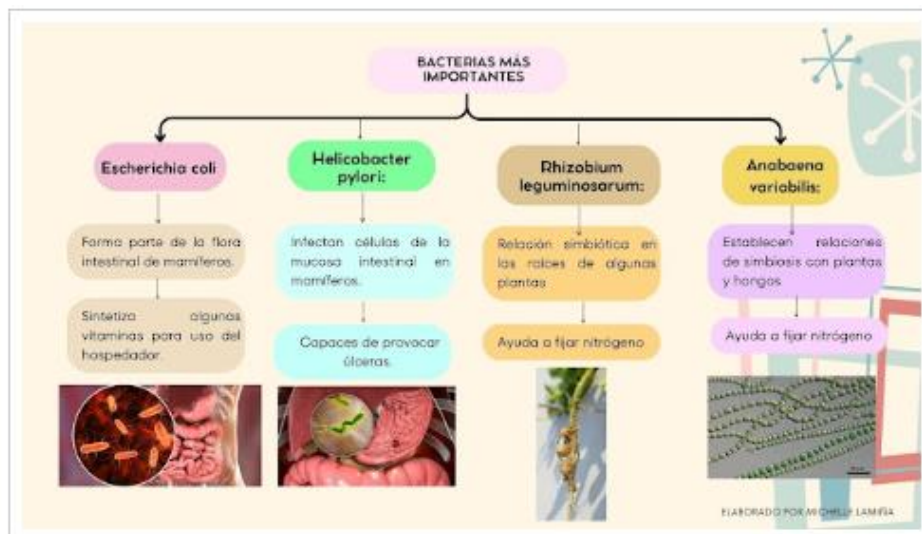 BACTERIAS MÁS
IMPORTANTES
Escherichia coli
Forma parte de la flora
intestinal de mamíferos.
Sintetiza algunas
vitaminas para uso del
hospedador.
Helicobacter
pylori:
Infectan células de la
mucosa intestinal en
mamíferos.
Capaces de provocar
úlceras.
Rhizobium
leguminosarum:
Relación simbiótica en
las raíces de algunas
plantas
Ayuda a fijar nitrógeno
Anabaena
variabilis:
Establecen relaciones
de simbiosis con plantas
y hongos
Ayuda a fijar nitrógeno
ELABORADO POR MICHELLY LAMIÑA